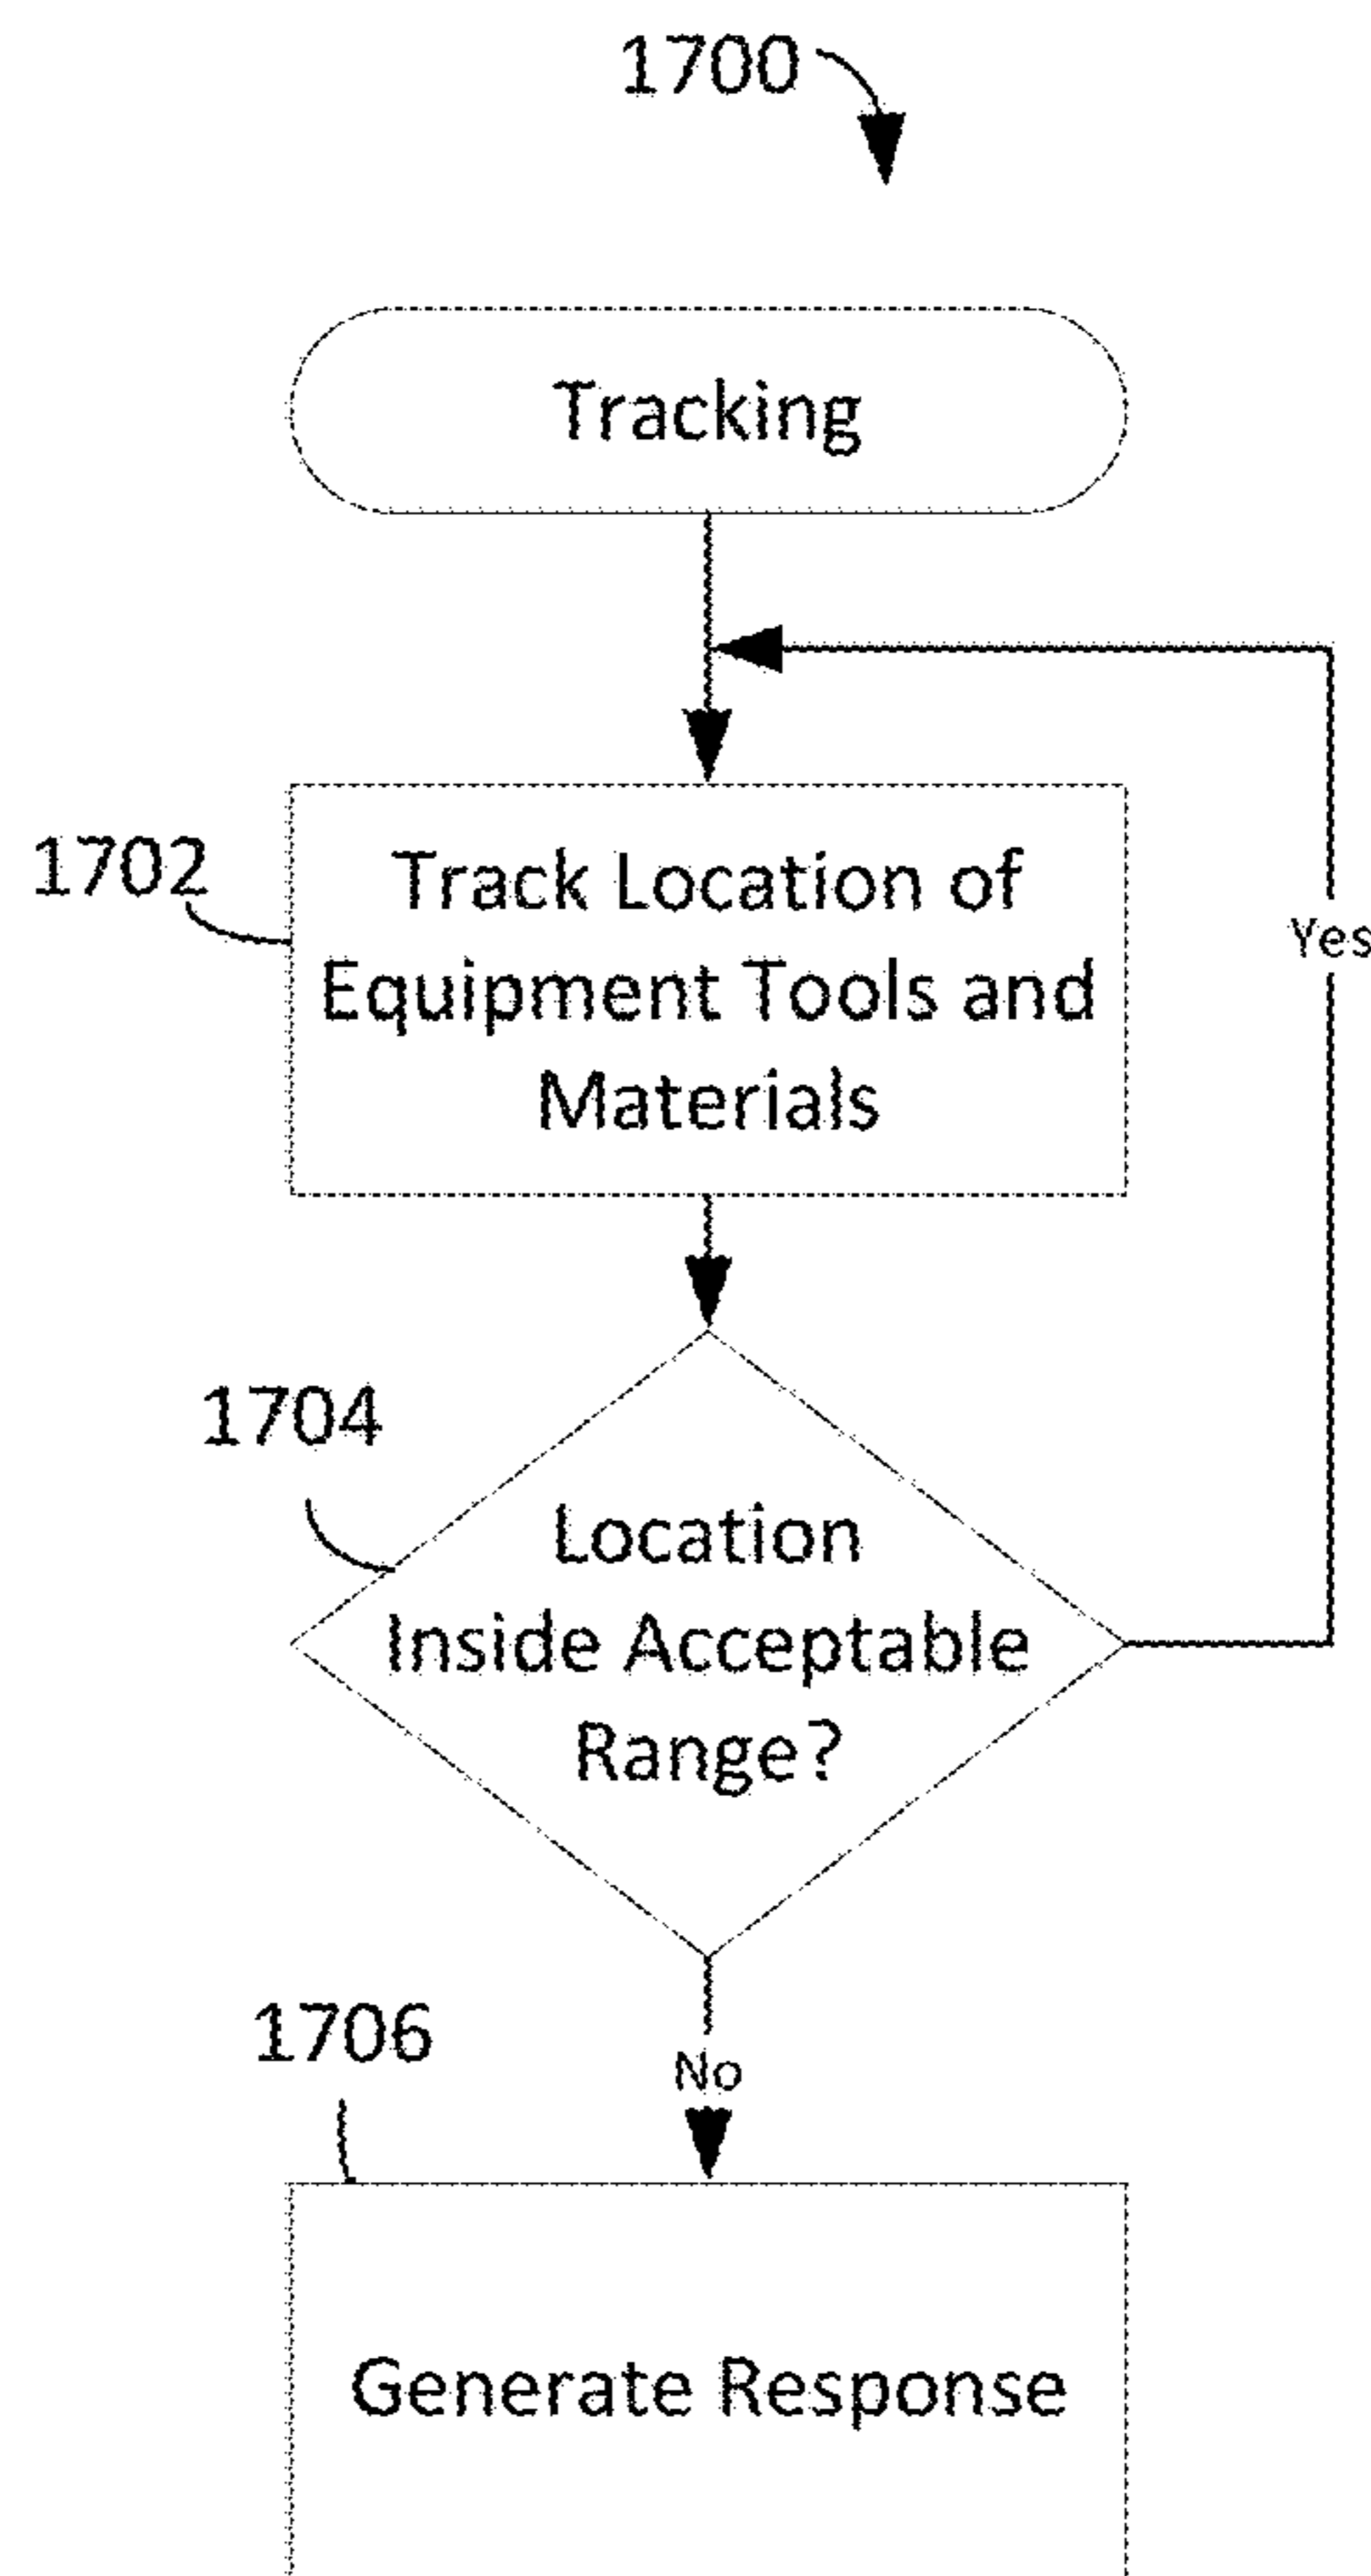 1700
Tracking
1702
Track Location of
Equipment Tools and
Materials
Yes
1704
Location
Inside Acceptable
Range?
No
1706
Generate Response